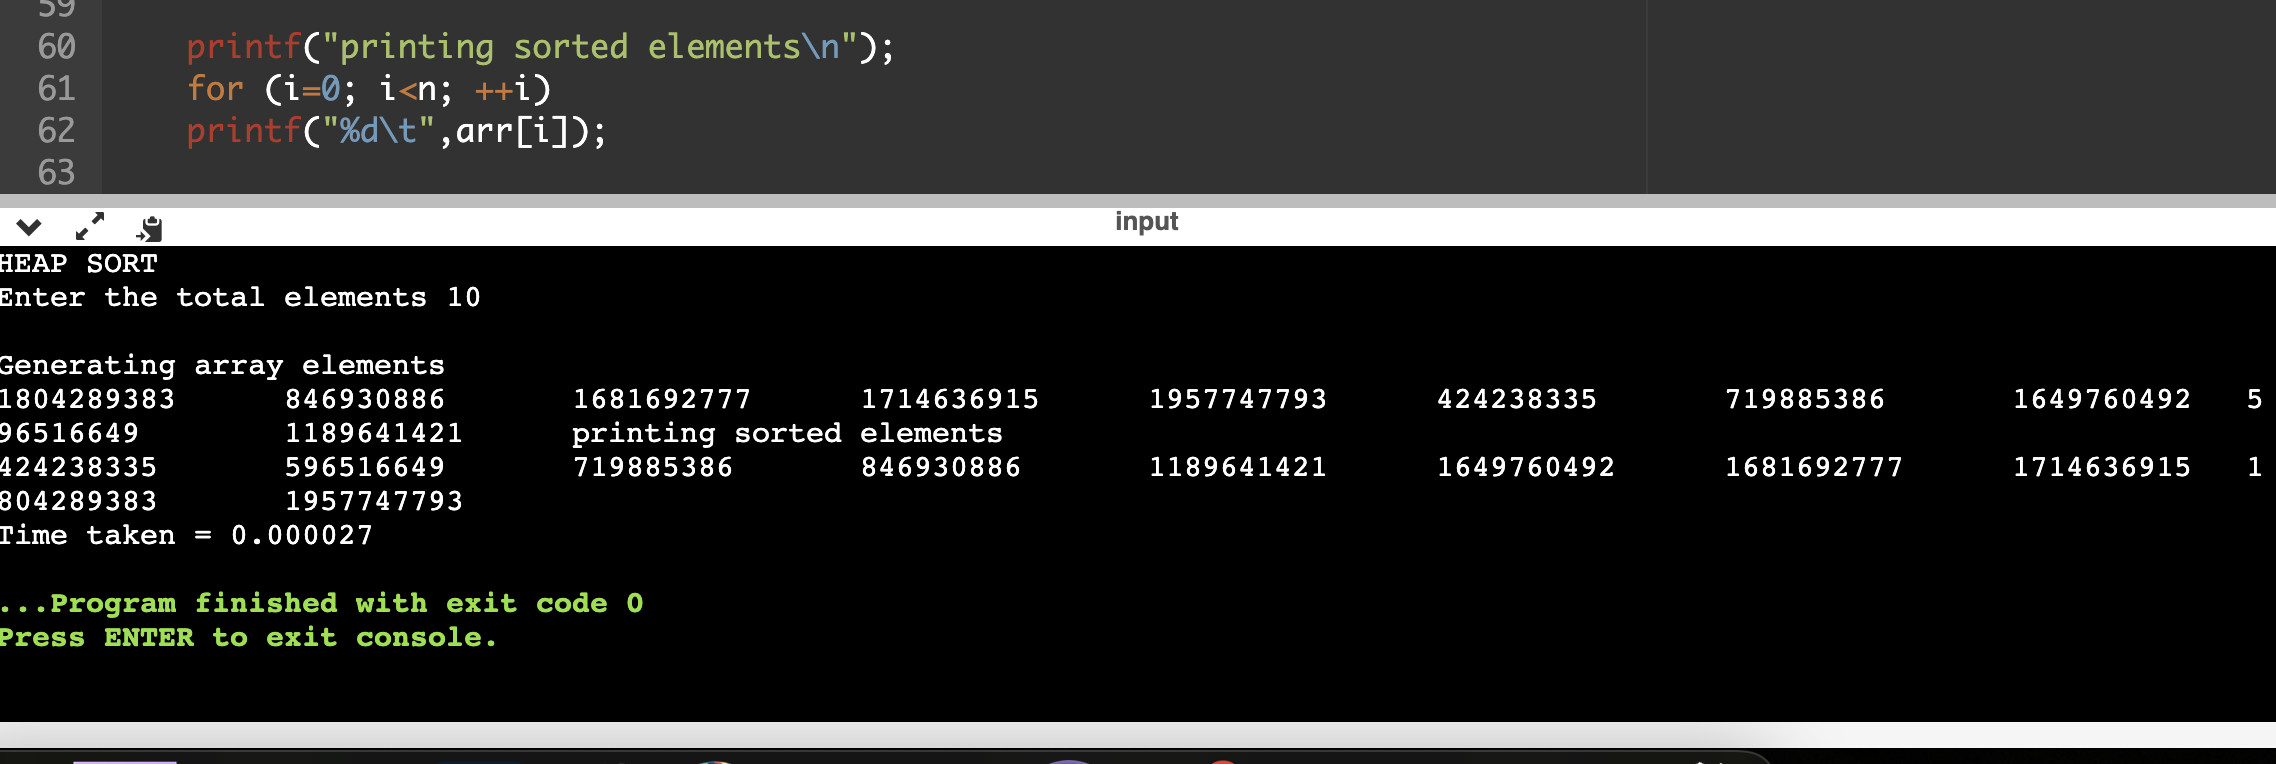 59
60 printf("printing sorted elements\n");
61 for (i=0; i<n; ++i)
62 printf("%d\t",arr[i]);
63
input
HEAP SORT
Enter the total elements 10
Generating array elements
1804289383 846930886 1681692777 1714636915 1957747793 424238335 719885386 1649760492 5
96516649 1189641421 printing sorted elements
424238335 596516649 719885386 846930886 1189641421 1649760492 1681692777 1714636915 1
804289383 1957747793
Time taken = 0.000027
...Program finished with exit code 0
Press ENTER to exit console.